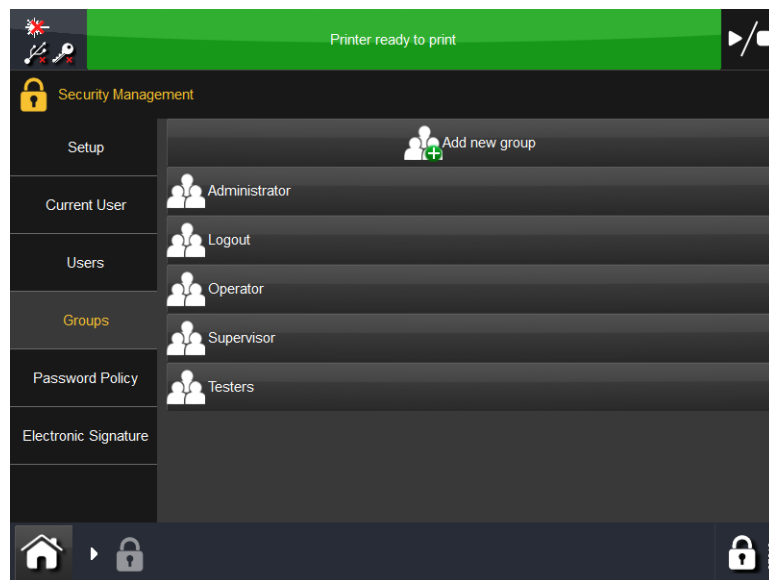 Printer ready to print
Security Management
Setup
Add new group
Current User
Administrator
Users
Logout
Groups
Operator
Password Policy
Supervisor
Electronic Signature
Testers